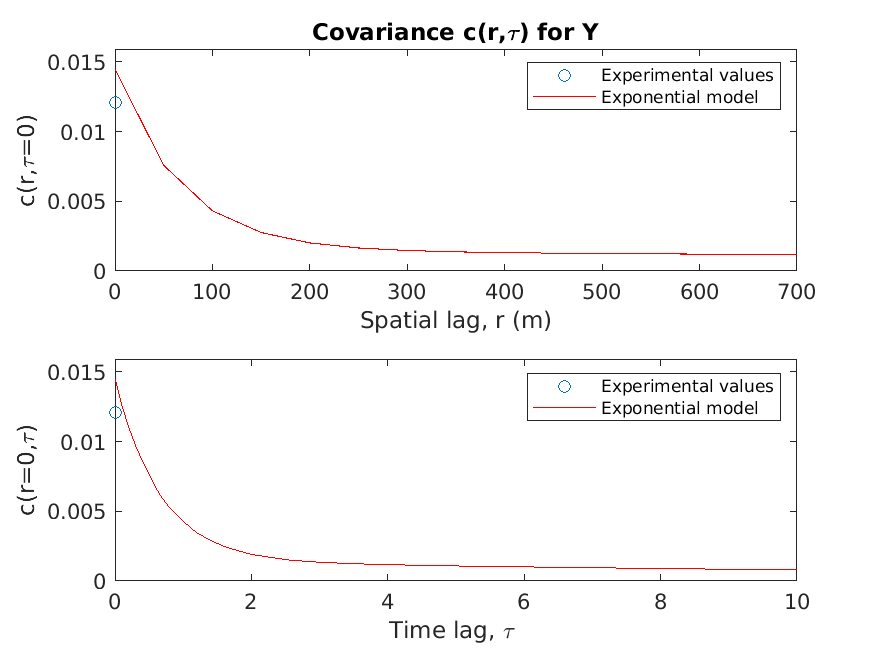 Covariance c(r,τ) for Y
c(r,τ=0)
0.015
0.01
0.005
0
Experimental values
Exponential model
0 100 200 300 400 500 600 700
Spatial lag, r (m)
c(r=0,τ)
0.015
0.01
0.005
0
Experimental values
Exponential model
0 2 4 6 8 10
Time lag, τ